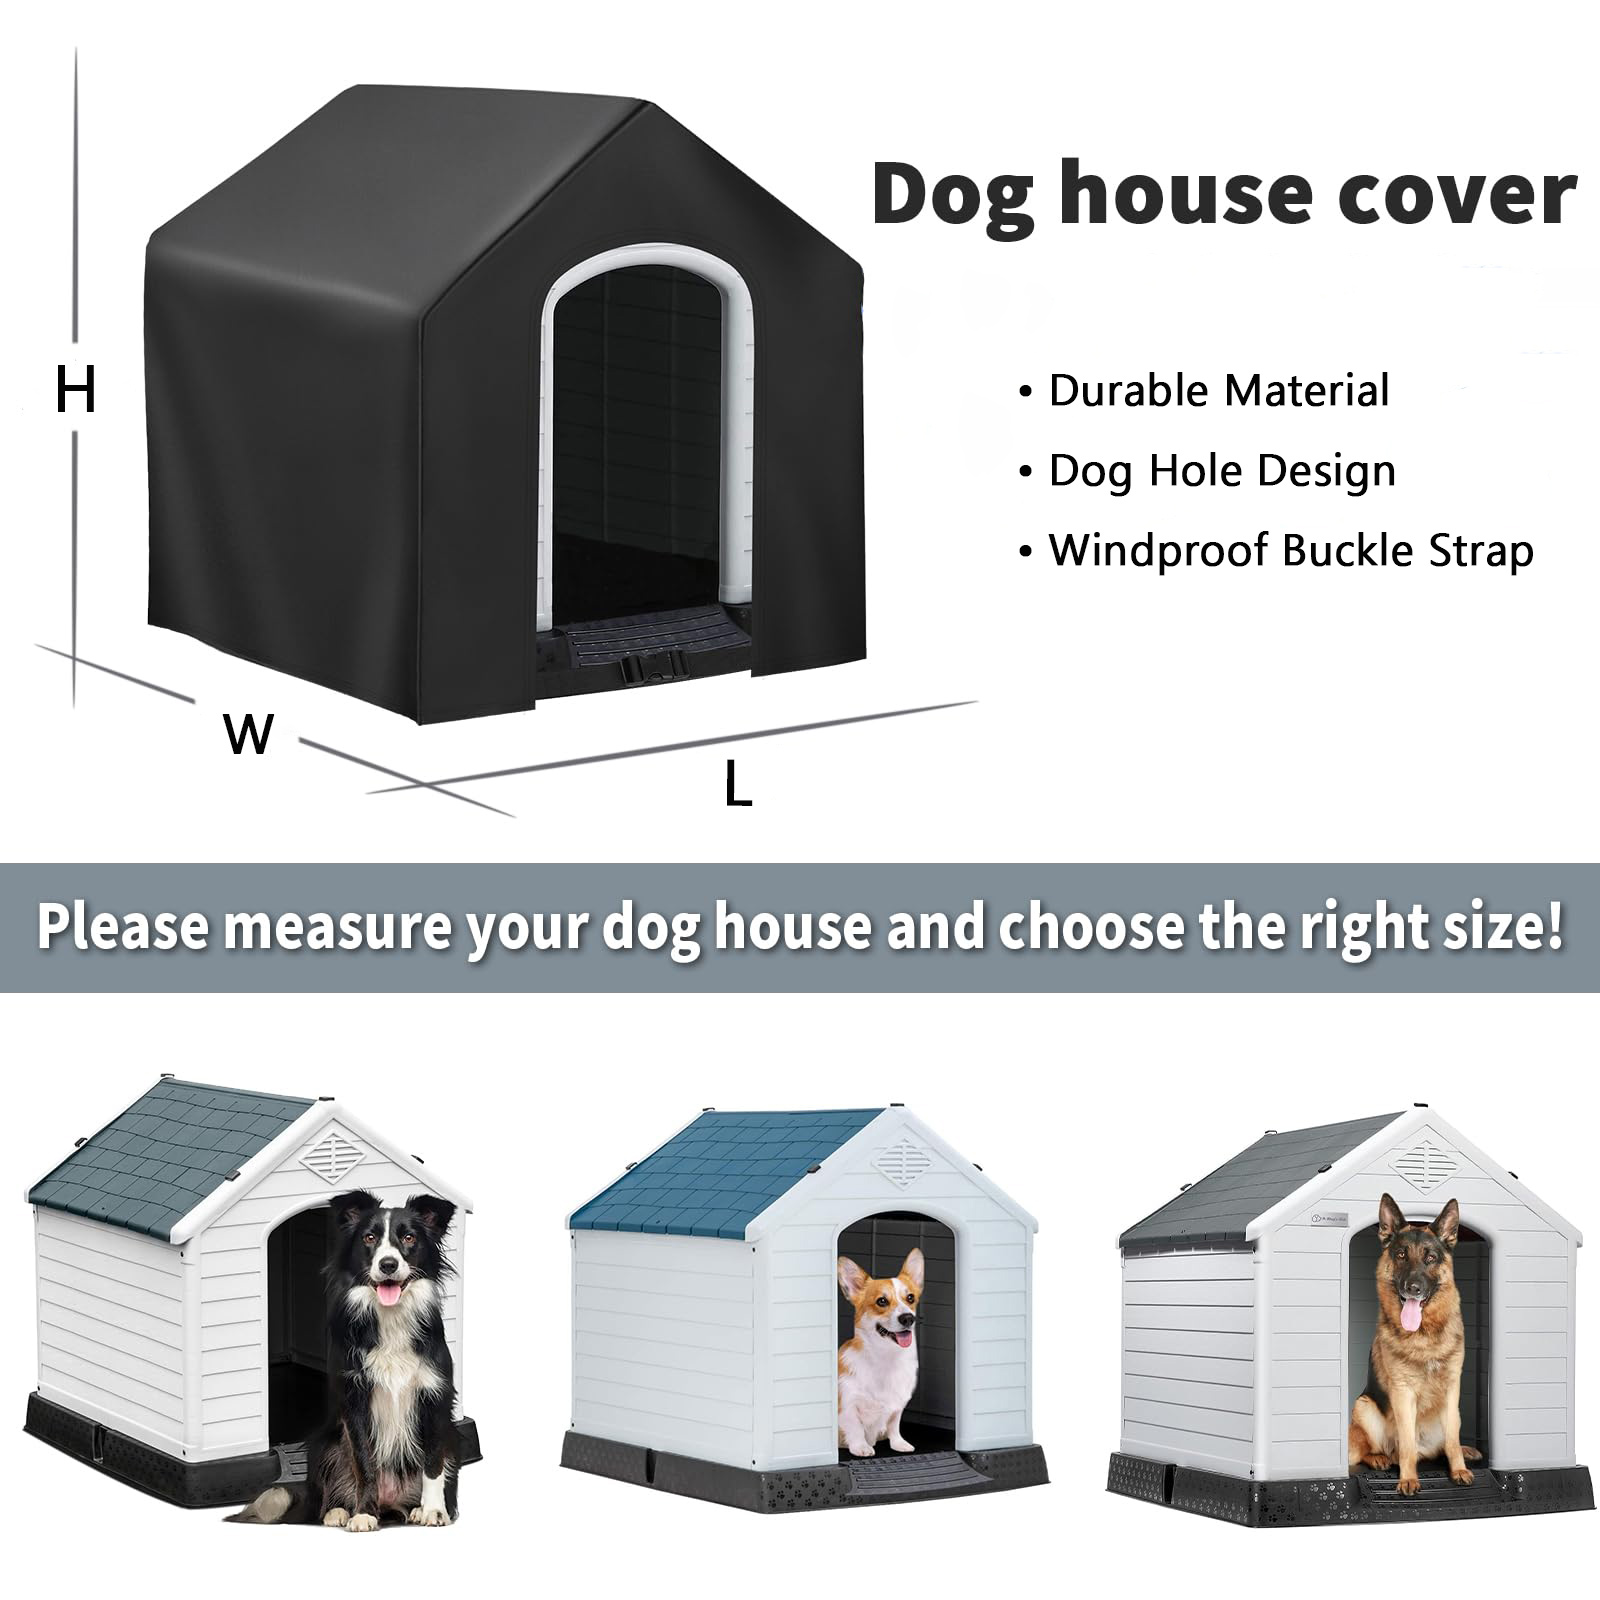 Dog house cover
• Durable Material
• Dog Hole Design
• Windproof Buckle Strap
H
W
L
Please measure your dog house and choose the right size!